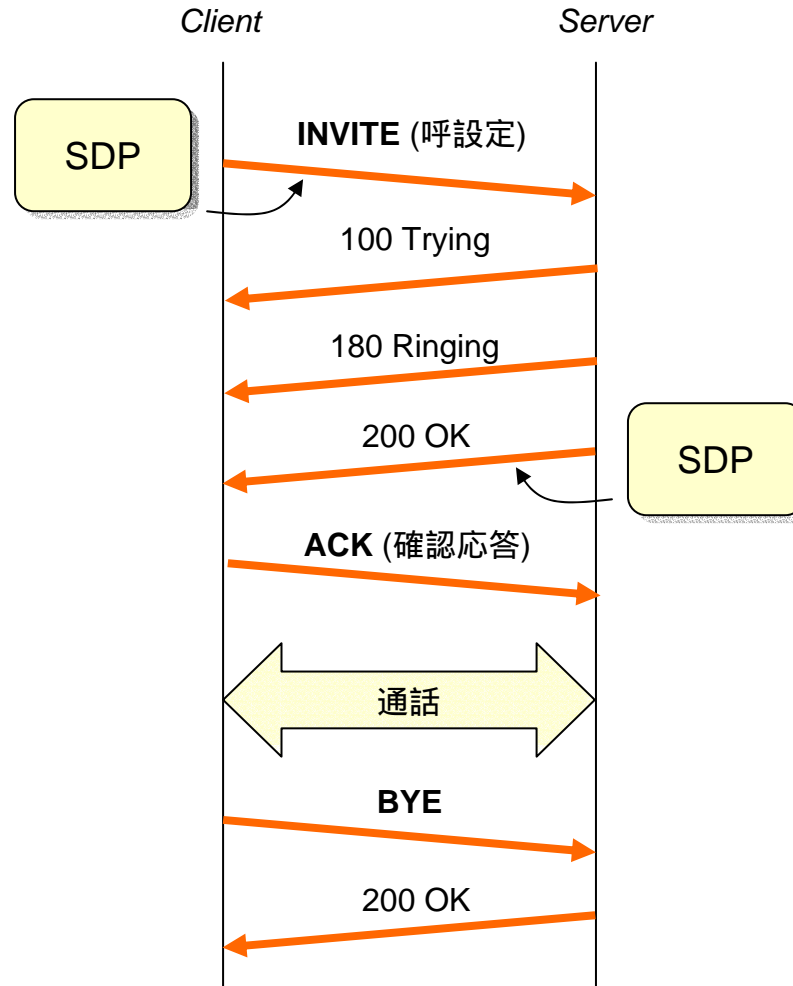 Client
Server
SDP
INVITE (呼設定)
100 Trying
180 Ringing
200 OK
SDP
ACK (確認応答)
通話
BYE
200 OK